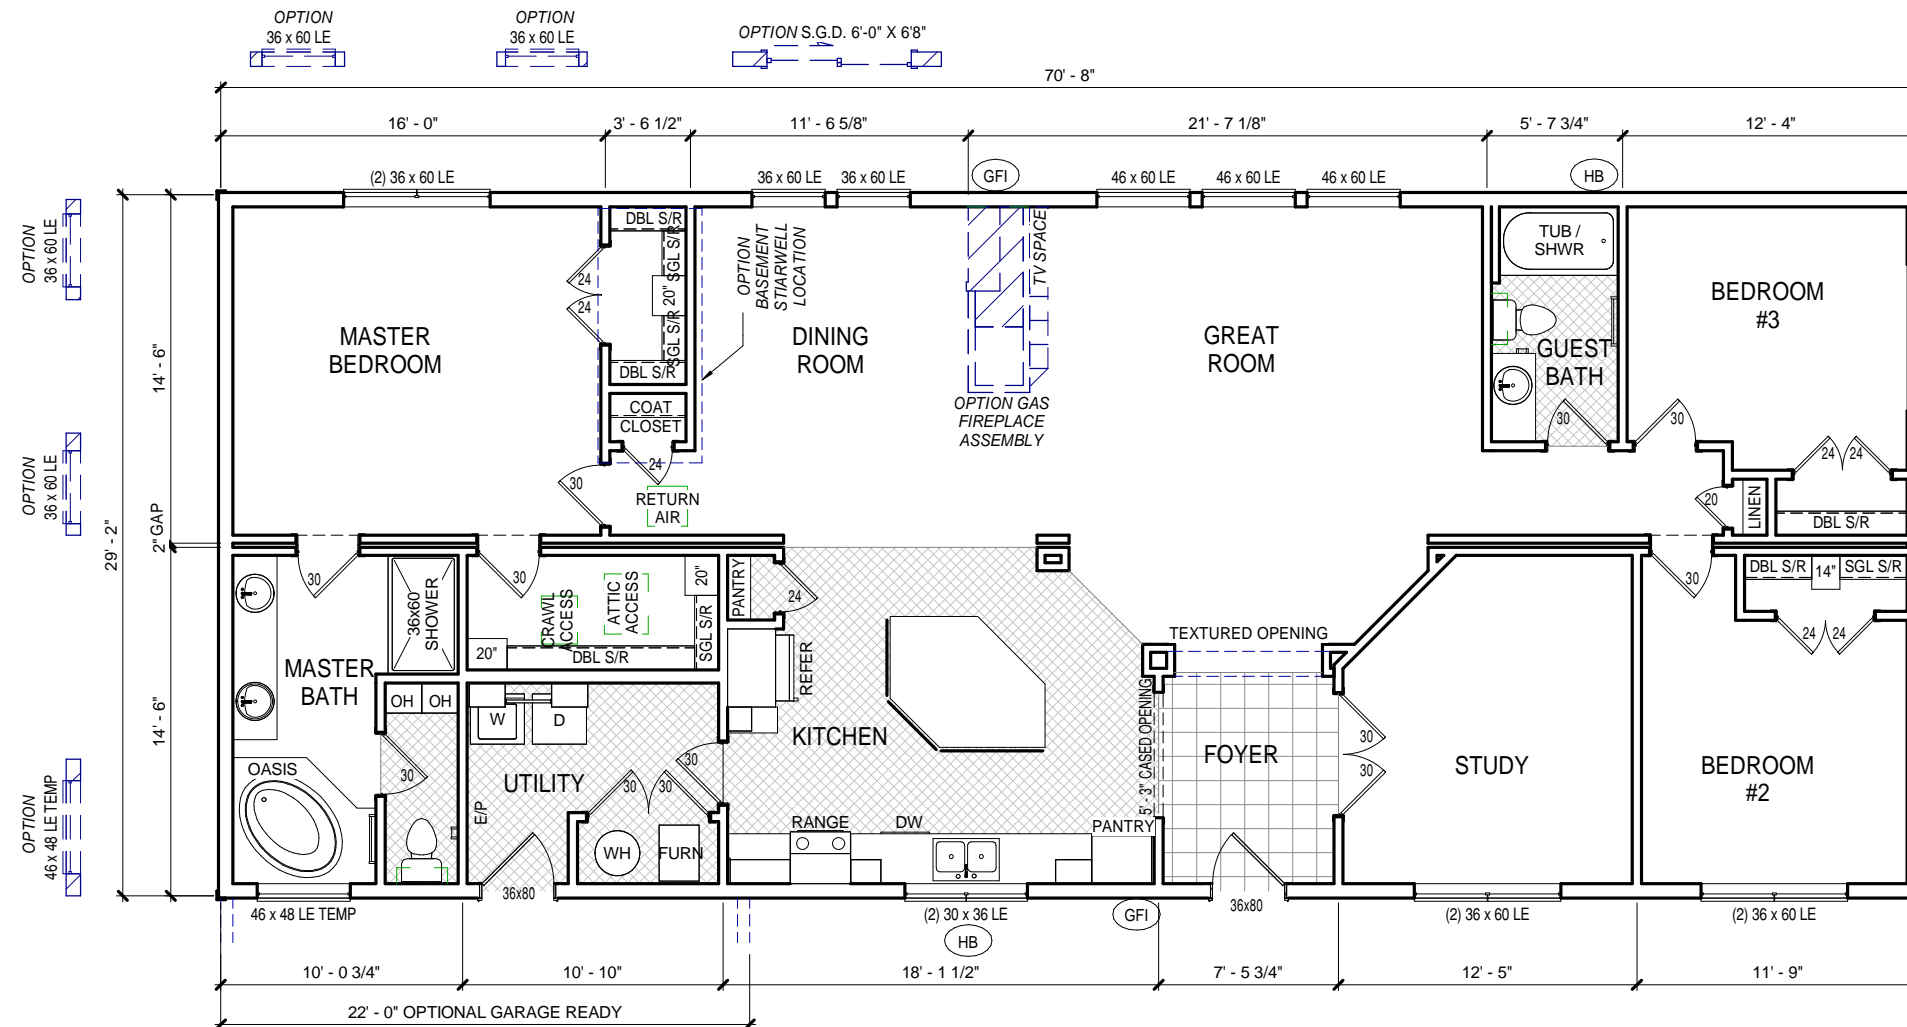 OPTION
36 x 60 LE
OPTION
36 x 60 LE
OPTION S.G.D. 6'-0" X 6'8"
70' - 8"
16' - 0"
3' - 6 1/2"
11' - 6 5/8"
21' - 7 1/8"
5' - 7 3/4"
12' - 4"
(2) 36 x 60 LE
36 x 60 LE
36 x 60 LE
GFI
46 x 60 LE
46 x 60 LE
46 x 60 LE
HB
OPTION
36 x 60 LE
OPTION
36 x 60 LE
OPTION
46 x 48 LE TEMP
29' - 2"
14' - 6"
2" GAP
14' - 6"
MASTER
BEDROOM
24
24
30
DBL S/R
SGL S/R
20"
SGL S/R
DBL S/R
COAT
CLOSET
24
RETURN
AIR
OPTION
BASEMENT
STIARWELL
LOCATION
DINING
ROOM
TV SPACE
OPTION GAS
FIREPLACE
ASSEMBLY
GREAT
ROOM
TUB /
SHWR
GUEST
BATH
30
BEDROOM
#3
30
24
24
20
LINEN
DBL S/R
30
36x60
SHOWER
MASTER
BATH
OH
OH
30
OASIS
30
CRAWL
ACCESS
ATTIC
ACCESS
20"
SGL S/R
20"
DBL S/R
W
D
UTILITY
E/P
30
30
30
WH
FURN
36x80
PANTRY
24
REFER
KITCHEN
RANGE
DW
PANTRY
5' - 3" CASED OPENING
TEXTURED OPENING
FOYER
30
30
36x80
STUDY
30
DBL S/R
14"
SGL S/R
24
24
BEDROOM
#2
46 x 48 LE TEMP
(2) 30 x 36 LE
HB
GFI
(2) 36 x 60 LE
(2) 36 x 60 LE
10' - 0 3/4"
10' - 10"
18' - 1 1/2"
7' - 5 3/4"
12' - 5"
11' - 9"
22' - 0" OPTIONAL GARAGE READY